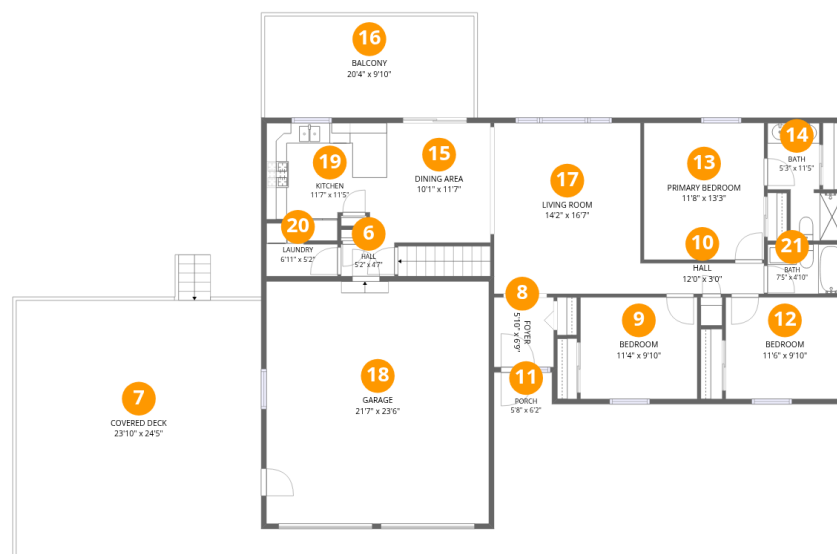 16
BALCONY
20'4" x 9'10"
19
KITCHEN
11'7" x 11'5"
15
DINING AREA
10'1" x 11'7"
17
LIVING ROOM
14'2" x 16'7"
13
PRIMARY BEDROOM
11'8" x 13'3"
14
BATH
5'3" x 11'5"
20
LAUNDRY
6'11" x 5'2"
6
HALL
5'2" x 4'7"
10
HALL
12'0" x 3'0"
21
BATH
7'5" x 4'10"
8
FOYER
5'10" x 6'9"
9
BEDROOM
11'4" x 9'10"
12
BEDROOM
11'6" x 9'10"
11
PORCH
5'8" x 6'2"
18
GARAGE
21'7" x 23'6"
7
COVERED DECK
23'10" x 24'5"